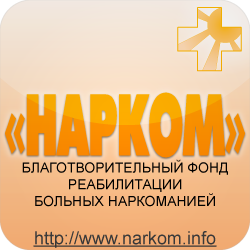 «НАРКОМ»
БЛАГОТВОРИТЕЛЬНЫЙ ФОНД
РЕАБИЛИТАЦИИ
БОЛЬНЫХ НАРКОМАНИЕЙ
http://www.narkom.info